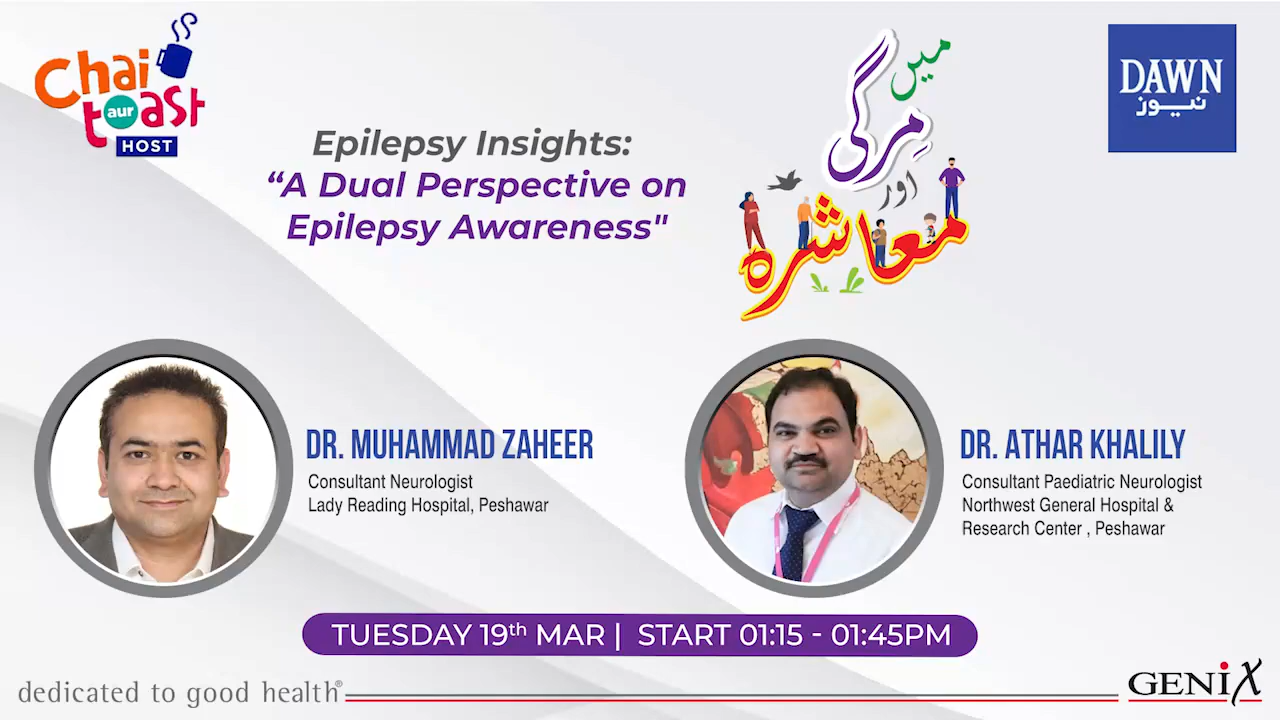 Chai
aur
toast
HOST
Epilepsy Insights:
“A Dual Perspective on
Epilepsy Awareness"
میں
مِرگی
اور
معاشرہ
DAWN
نیوز
DR. MUHAMMAD ZAHEER
Consultant Neurologist
Lady Reading Hospital, Peshawar
DR. ATHAR KHALILY
Consultant Paediatric Neurologist
Northwest General Hospital &
Research Center , Peshawar
TUESDAY 19th MAR | START 01:15 - 01:45PM
dedicated to good health®
GENIX